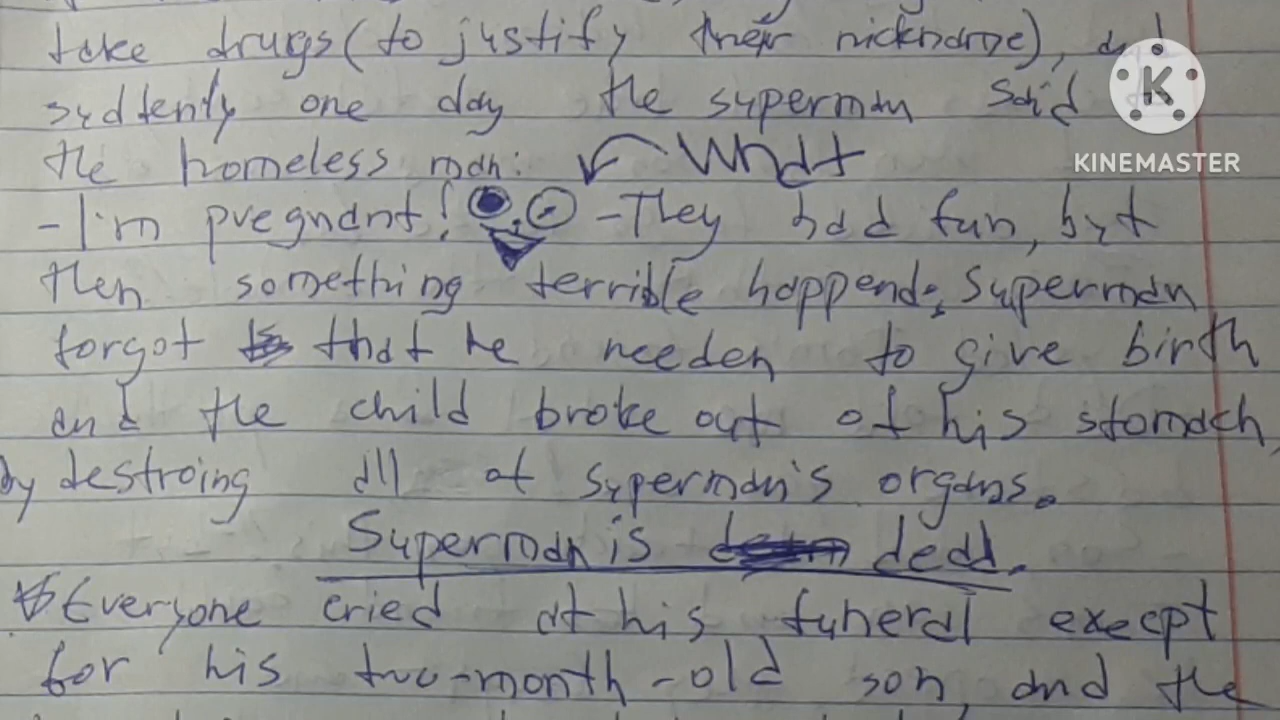 take drugs (to justify their nickname), and
suddenly one day the superman said to
the homeless man: What
-I'm pregnant! -They had fun, but
then something terrible happend: Superman
forgot that he needen to give birth
and the child broke out of his stomach,
by destroing all of superman's organs.
Superman is dead.
Everyone cried at his funeral except
for his two-month-old son, and the
K
KINEMASTER